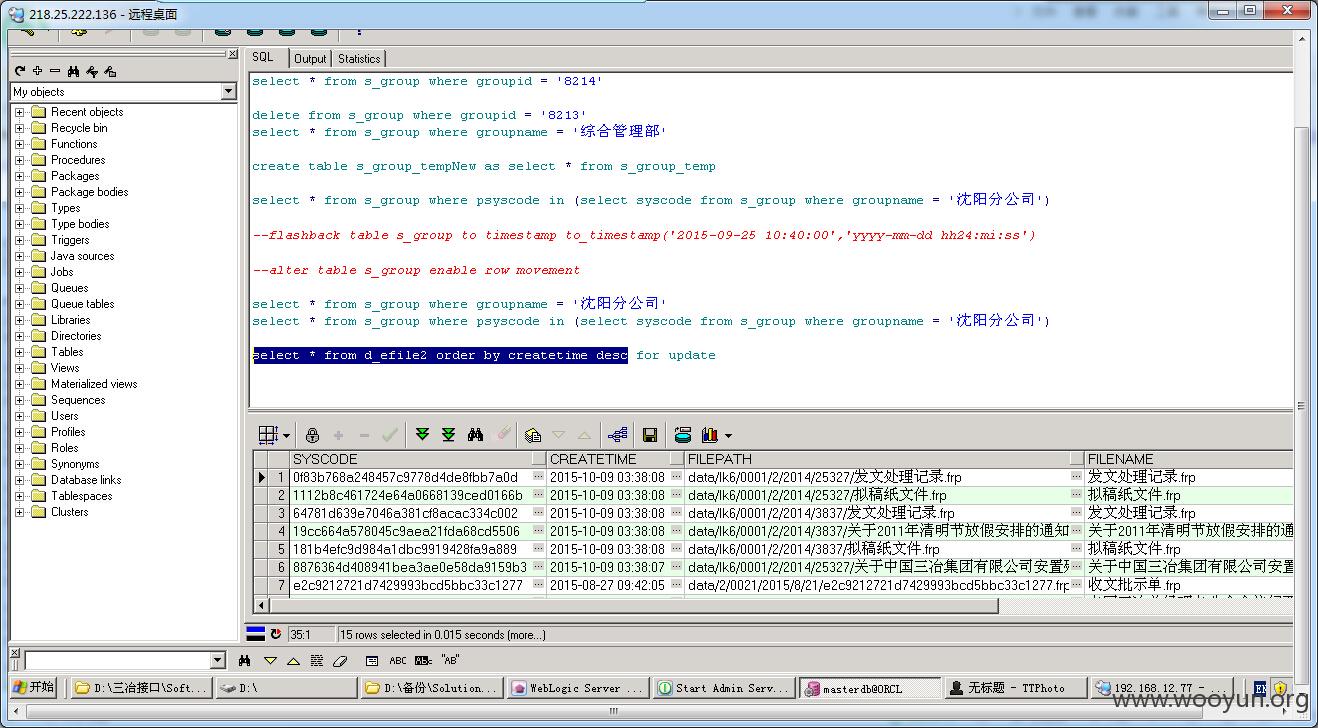 218.25.222.136 - 远程桌面
SQL Output Statistics
My objects
Recent objects
Recycle bin
Functions
Procedures
Packages
Package bodies
Types
Type bodies
Triggers
Java sources
Jobs
Queues
Queue tables
Libraries
Directories
Tables
Views
Materialized views
Sequences
Users
Profiles
Roles
Synonyms
Database links
Tablespaces
Clusters
select * from s_group where groupid = '8214'
delete from s_group where groupid = '8213'
select * from s_group where groupname = '综合管理部'
create table s_group_tempNew as select * from s_group_temp
select * from s_group where psyscode in (select syscode from s_group where groupname = '沈阳分公司')
--flashback table s_group to timestamp to_timestamp('2015-09-25 10:40:00','yyyy-mm-dd hh24:mi:ss')
--alter table s_group enable row movement
select * from s_group where groupname = '沈阳分公司'
select * from s_group where psyscode in (select syscode from s_group where groupname = '沈阳分公司')
select * from d_efile2 order by createtime desc for update
SYSCODE CREATETIME FILEPATH FILENAME
1 0f83b768a248457c9778d4de8fbb7a0d 2015-10-09 03:38:08 data/lk6/0001/2/2014/25327/发文处理记录.frp 发文处理记录.frp
2 1112b8c461724e64a0668139ced0166b 2015-10-09 03:38:08 data/lk6/0001/2/2014/25327/拟稿纸文件.frp 拟稿纸文件.frp
3 64781d639e7046a381cf8acac334c002 2015-10-09 03:38:08 data/lk6/0001/2/2014/3837/发文处理记录.frp 发文处理记录.frp
4 19cc664a578045c9aea21fda68cd5506 2015-10-09 03:38:08 data/lk6/0001/2/2014/3837/关于2011年清明节放假安排的通知 关于2011年清明节放假安排的通
5 181b4efc9d984a1dbc9919428fa9a889 2015-10-09 03:38:08 data/lk6/0001/2/2014/3837/拟稿纸文件.frp 拟稿纸文件.frp
6 8876364d408941bea3ae0e58da9159b3 2015-10-09 03:38:07 data/lk6/0001/2/2014/25327/关于中国三冶集团有限公司安置 关于中国三冶集团有限公司安置
7 e2c9212721d7429993bcd5bbc33c1277 2015-08-27 09:42:05 data/2/0021/2015/8/21/e2c9212721d7429993bcd5bbc33c1277.frp 收文批示单.frp
35:1 15 rows selected in 0.015 seconds (more...)
ABC "AB"
开始 D:\三冶接口\Soft... D:\ D:\备份\Solution... WebLogic Server ... Start Admin Serv... masterdb@ORCL 无标题 - TTPhoto 192.168.12.77 - EN
www.wooyun.org